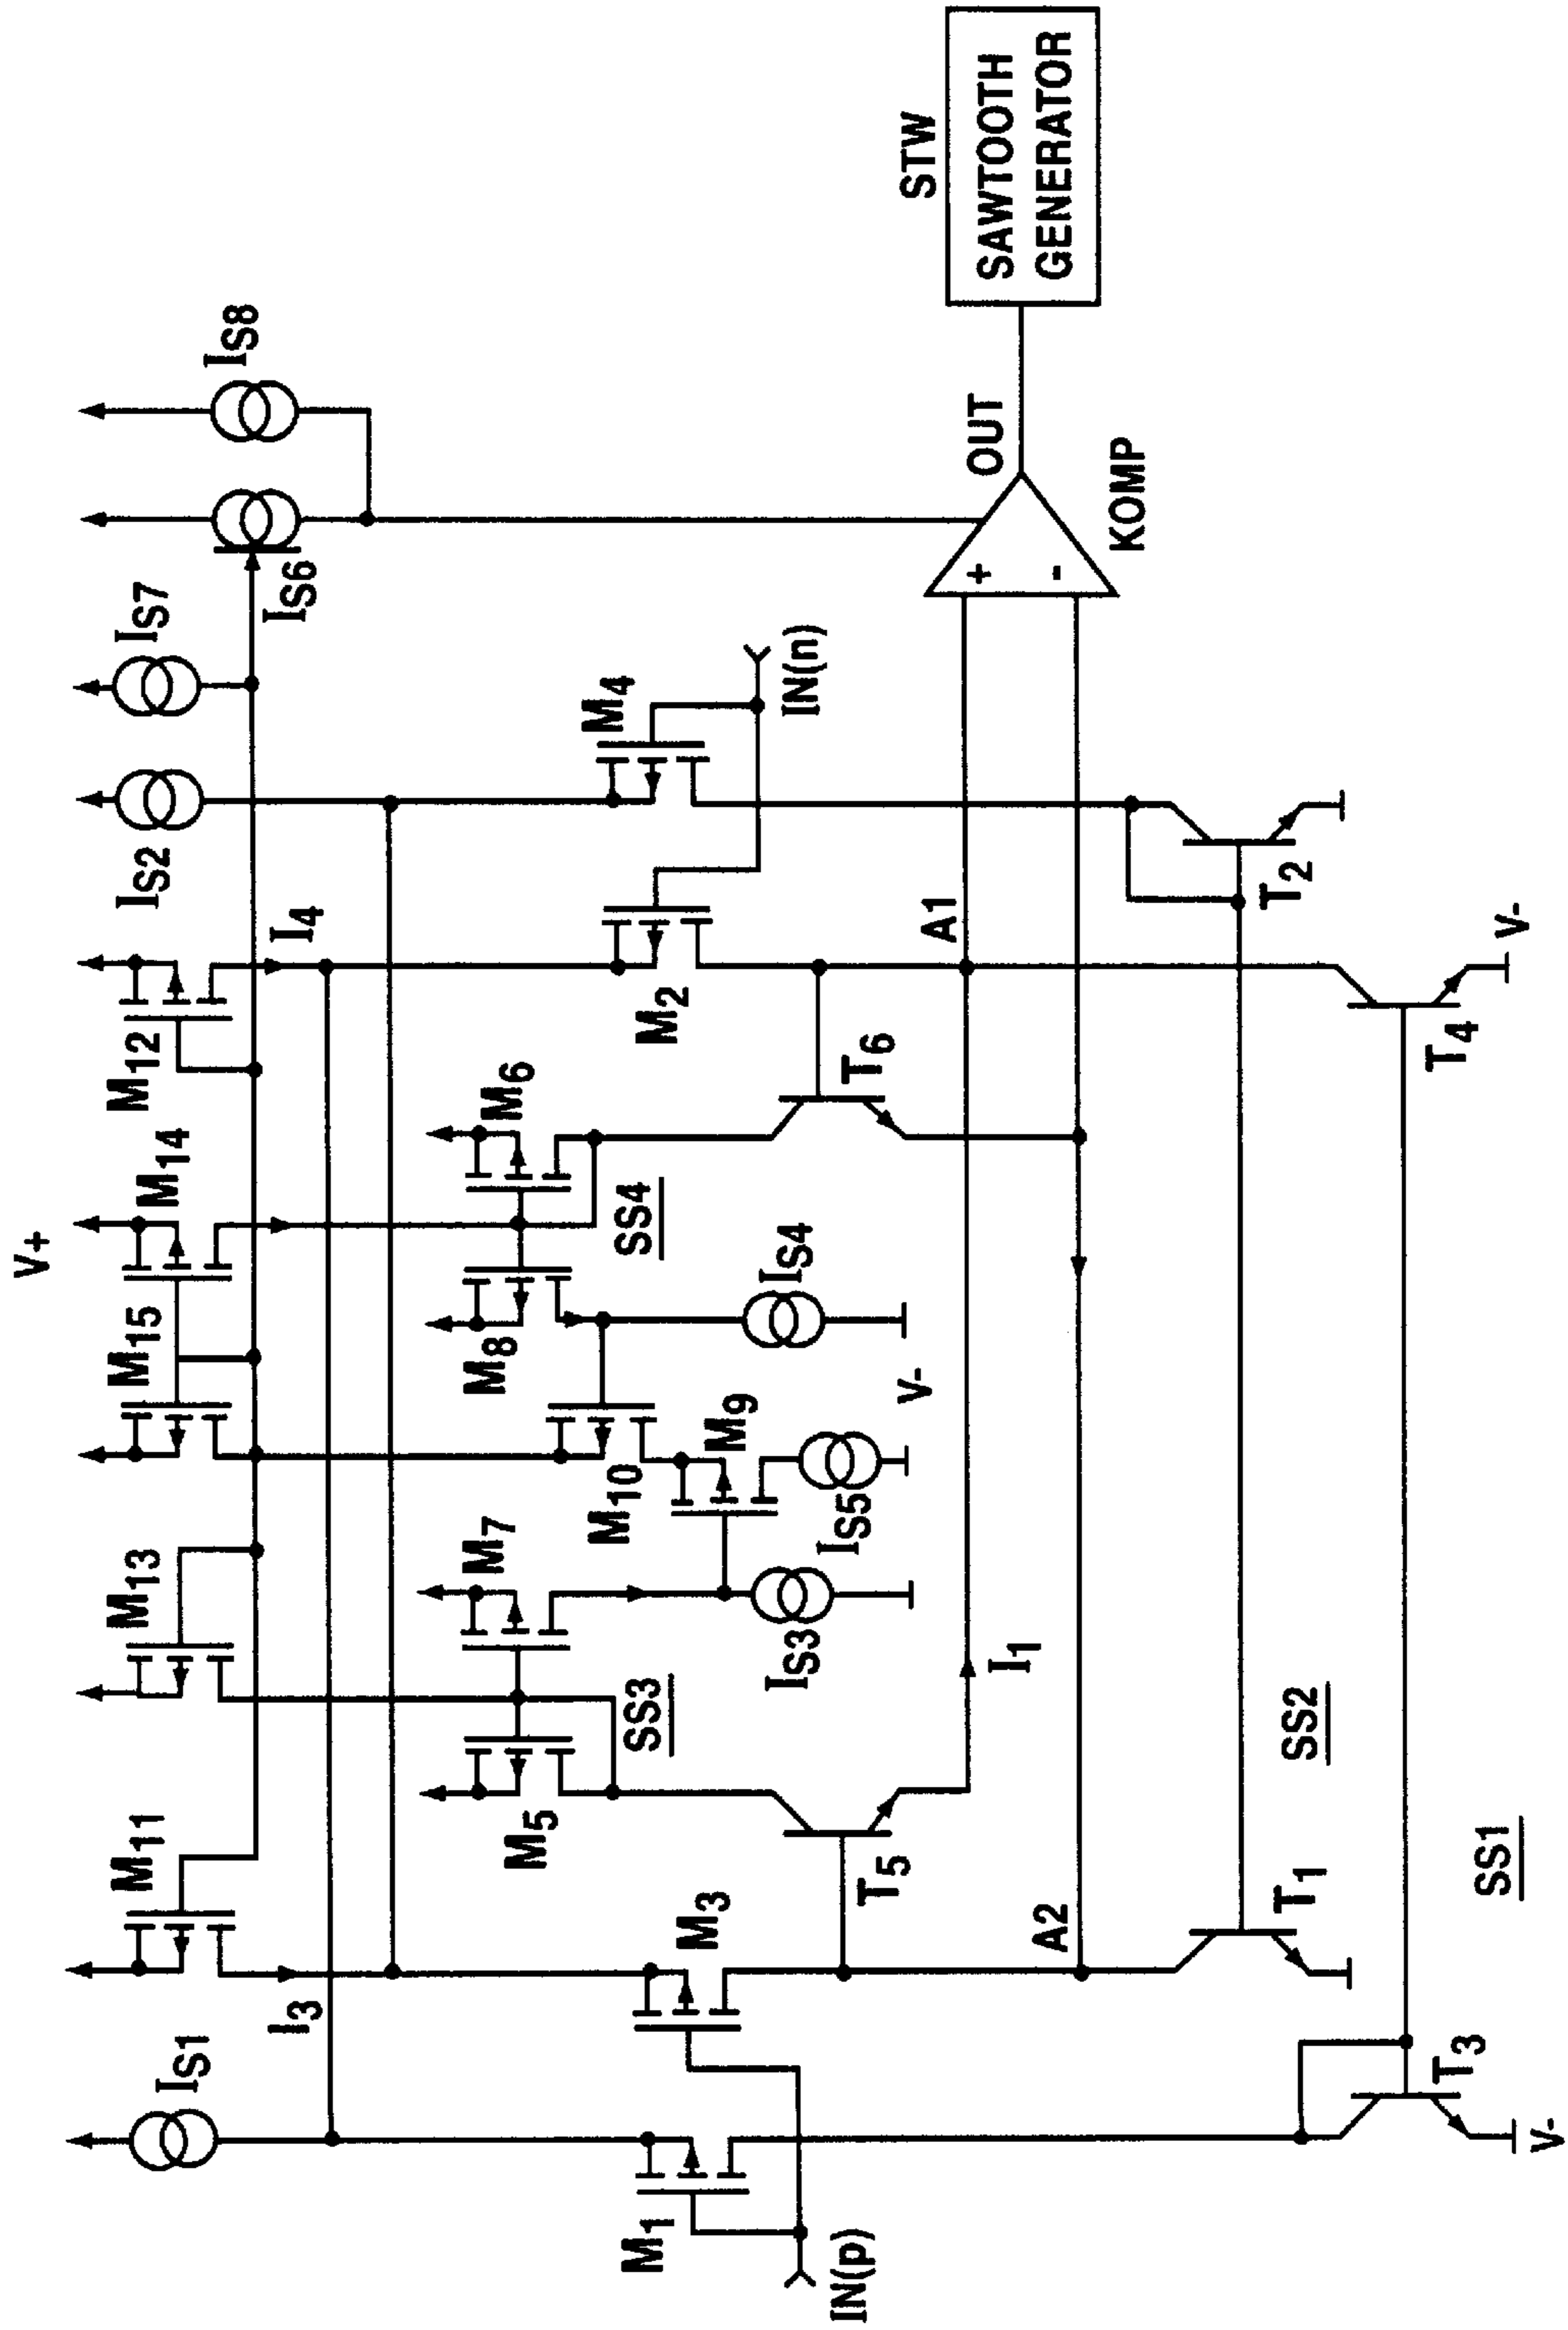 V+
IS1
I3
M11
M13
M15
M14
M12
I4
IS2
IS7
IS6
IS8
M5
SS3
M7
M8
SS4
M6
M4
M1
M3
M10
M9
M2
IN(p)
IN(n)
T5
IS3
IS5
IS4
T6
V-
A2
I1
A1
+
-
OUT
KOMP
STW
SAWTOOTH
GENERATOR
T1
SS2
T2
T3
SS1
T4
V-
V-